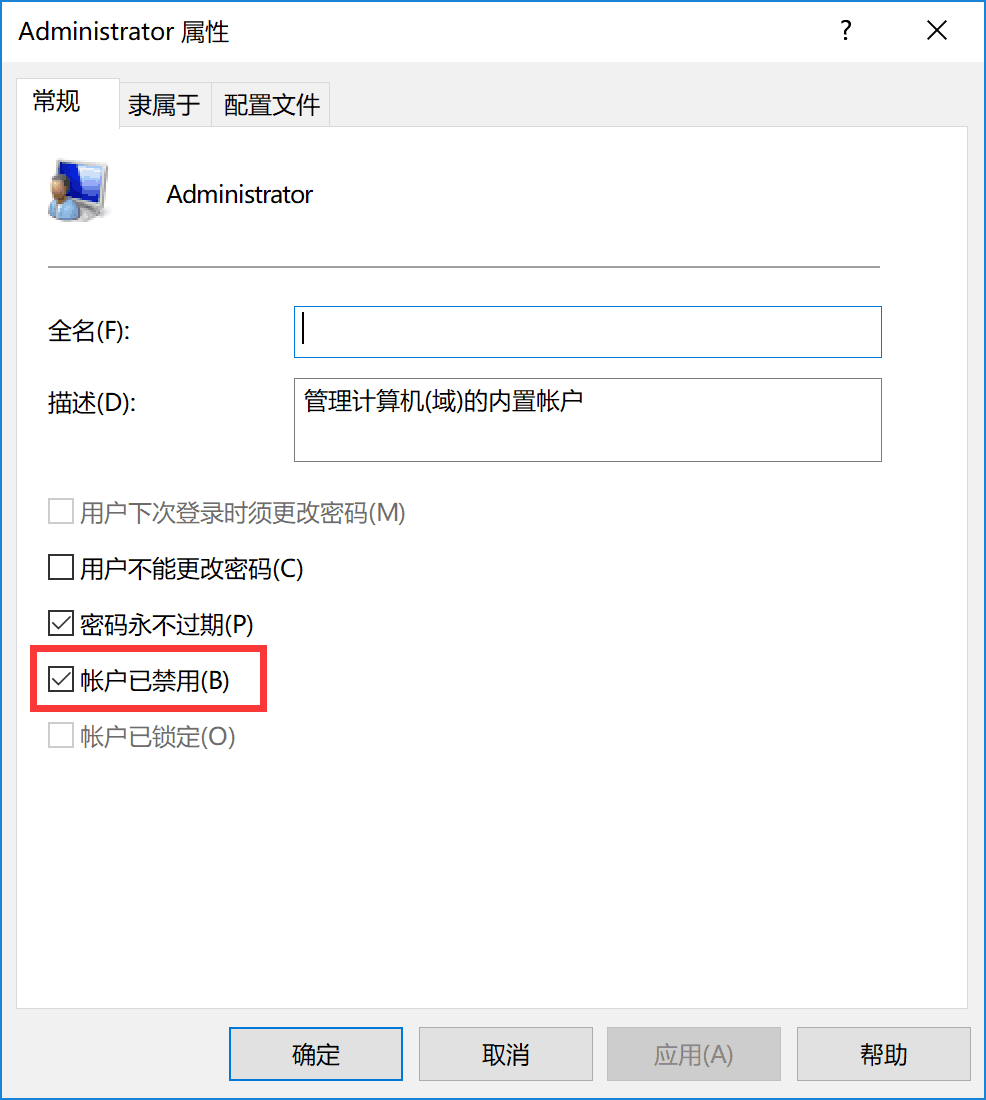 Administrator 属性
?
常规 隶属于 配置文件
Administrator
全名(F):
描述(D): 管理计算机(域)的内置帐户
用户下次登录时须更改密码(M)
用户不能更改密码(C)
密码永不过期(P)
帐户已禁用(B)
帐户已锁定(O)
确定 取消 应用(A) 帮助